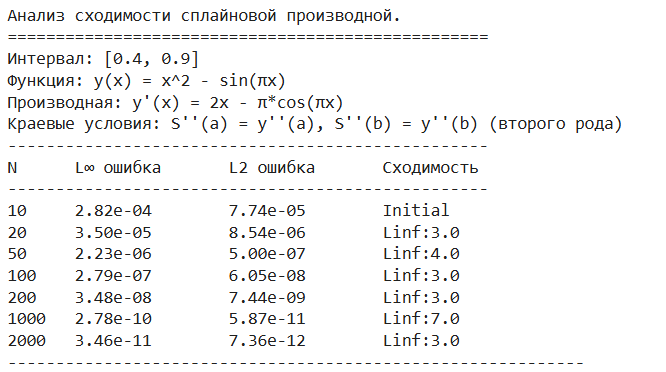 Анализ сходимости сплайновой производной.
==================================================
Интервал: [0.4, 0.9]
Функция: y(x) = x^2 - sin(πx)
Производная: y'(x) = 2x - π*cos(πx)
Краевые условия: S''(a) = y''(a), S''(b) = y''(b) (второго рода)
--------------------------------------------------
N      L∞ ошибка       L2 ошибка       Сходимость
--------------------------------------------------
10     2.82e-04        7.74e-05        Initial
20     3.50e-05        8.54e-06        Linf:3.0
50     2.23e-06        5.00e-07        Linf:4.0
100    2.79e-07        6.05e-08        Linf:3.0
200    3.48e-08        7.44e-09        Linf:3.0
1000   2.78e-10        5.87e-11        Linf:7.0
2000   3.46e-11        7.36e-12        Linf:3.0
------------------------------------------------------------